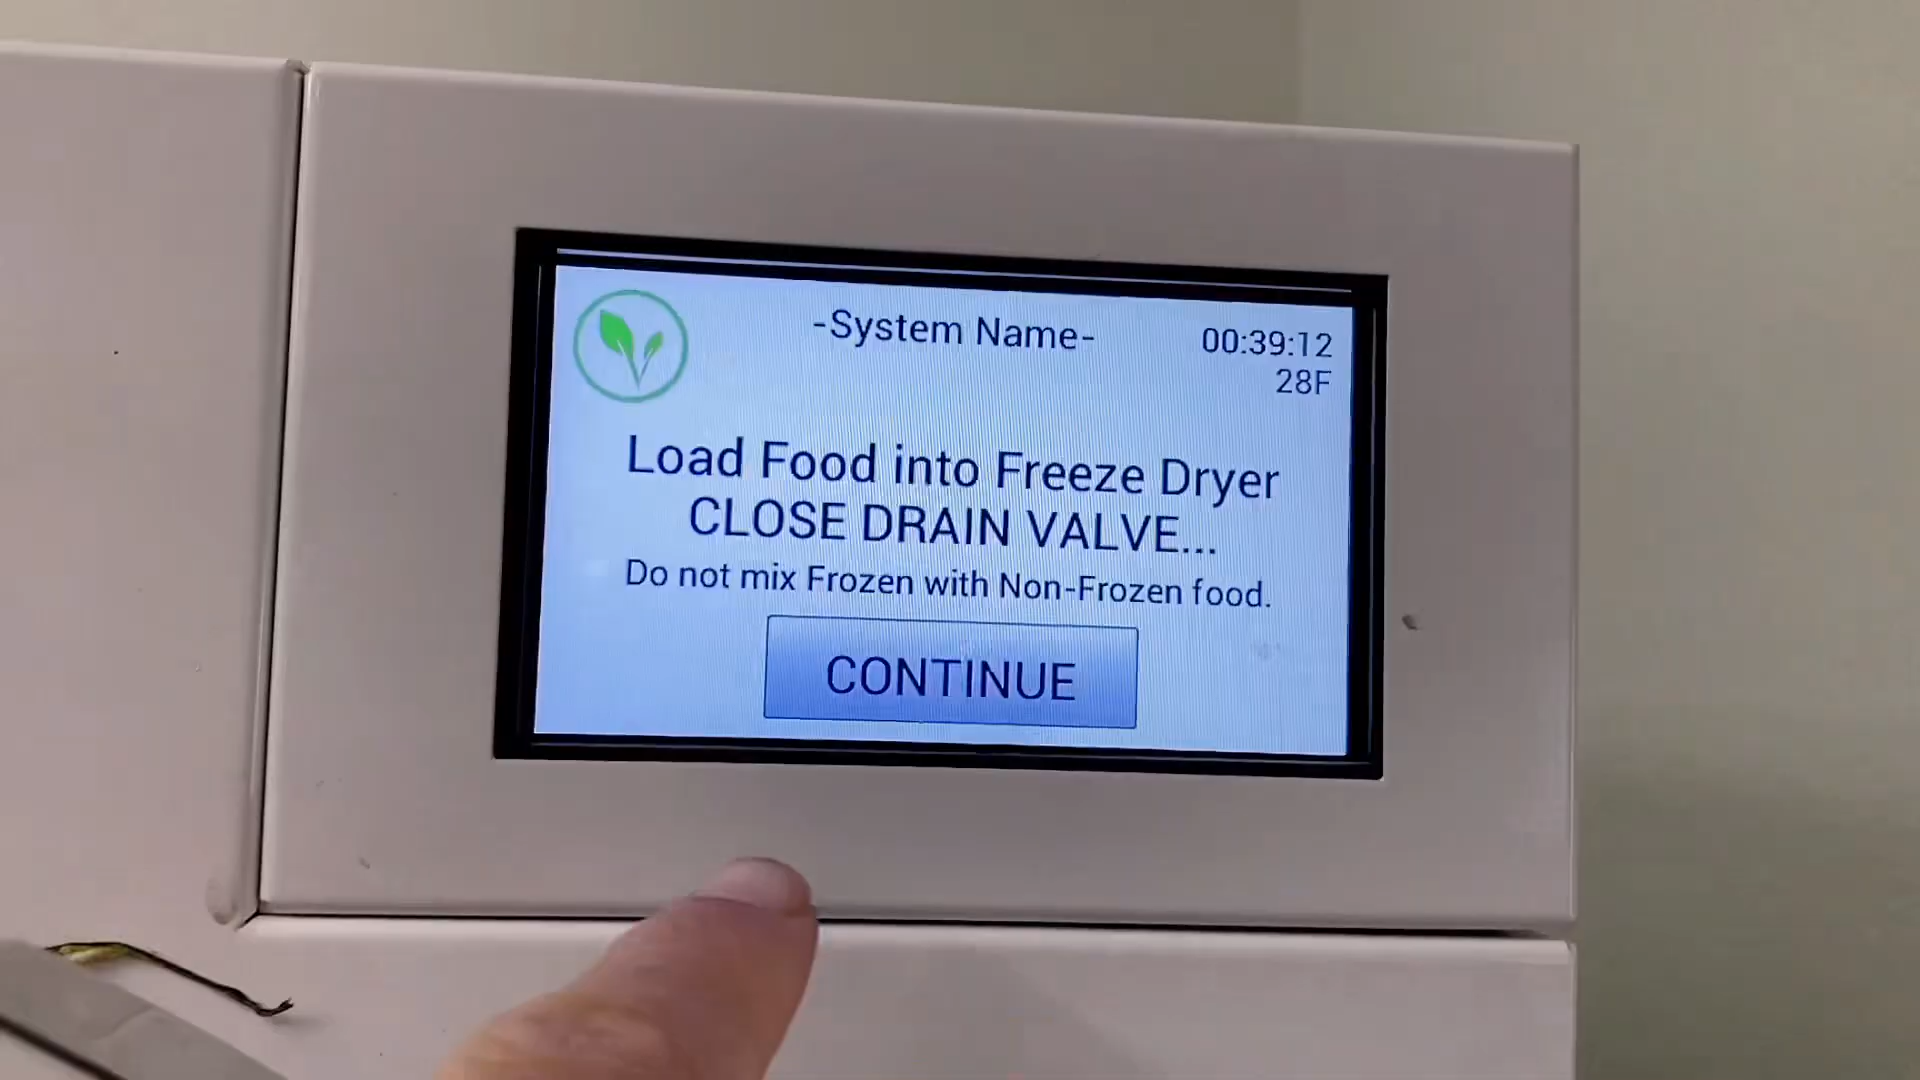 -System Name-
00:39:12
28F
Load Food into Freeze Dryer
CLOSE DRAIN VALVE...
Do not mix Frozen with Non-Frozen food.
CONTINUE